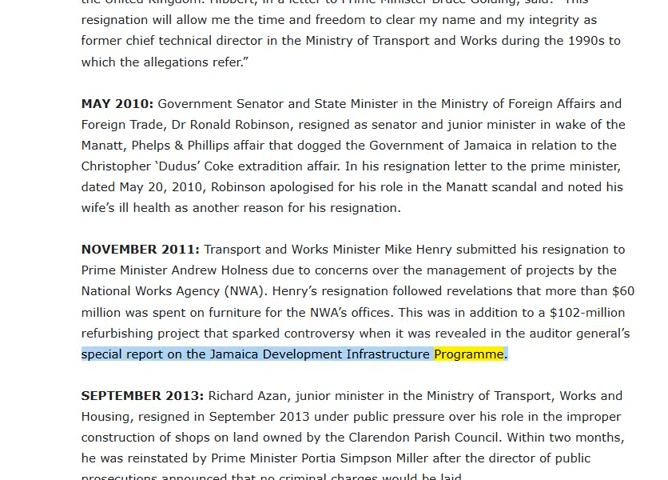 the United Kingdom. Hibbert, in a letter to Prime Minister Bruce Golding, said: “This
resignation will allow me the time and freedom to clear my name and my integrity as
former chief technical director in the Ministry of Transport and Works during the 1990s to
which the allegations refer.”
MAY 2010: Government Senator and State Minister in the Ministry of Foreign Affairs and
Foreign Trade, Dr Ronald Robinson, resigned as senator and junior minister in wake of the
Manatt, Phelps & Phillips affair that dogged the Government of Jamaica in relation to the
Christopher ‘Dudus’ Coke extradition affair. In his resignation letter to the prime minister,
dated May 20, 2010, Robinson apologised for his role in the Manatt scandal and noted his
wife’s ill health as another reason for his resignation.
NOVEMBER 2011: Transport and Works Minister Mike Henry submitted his resignation to
Prime Minister Andrew Holness due to concerns over the management of projects by the
National Works Agency (NWA). Henry’s resignation followed revelations that more than $60
million was spent on furniture for the NWA’s offices. This was in addition to a $102-million
refurbishing project that sparked controversy when it was revealed in the auditor general’s
special report on the Jamaica Development Infrastructure Programme.
SEPTEMBER 2013: Richard Azan, junior minister in the Ministry of Transport, Works and
Housing, resigned in September 2013 under public pressure over his role in the improper
construction of shops on land owned by the Clarendon Parish Council. Within two months,
he was reinstated by Prime Minister Portia Simpson Miller after the director of public
prosecutions announced that no criminal charges would be laid.